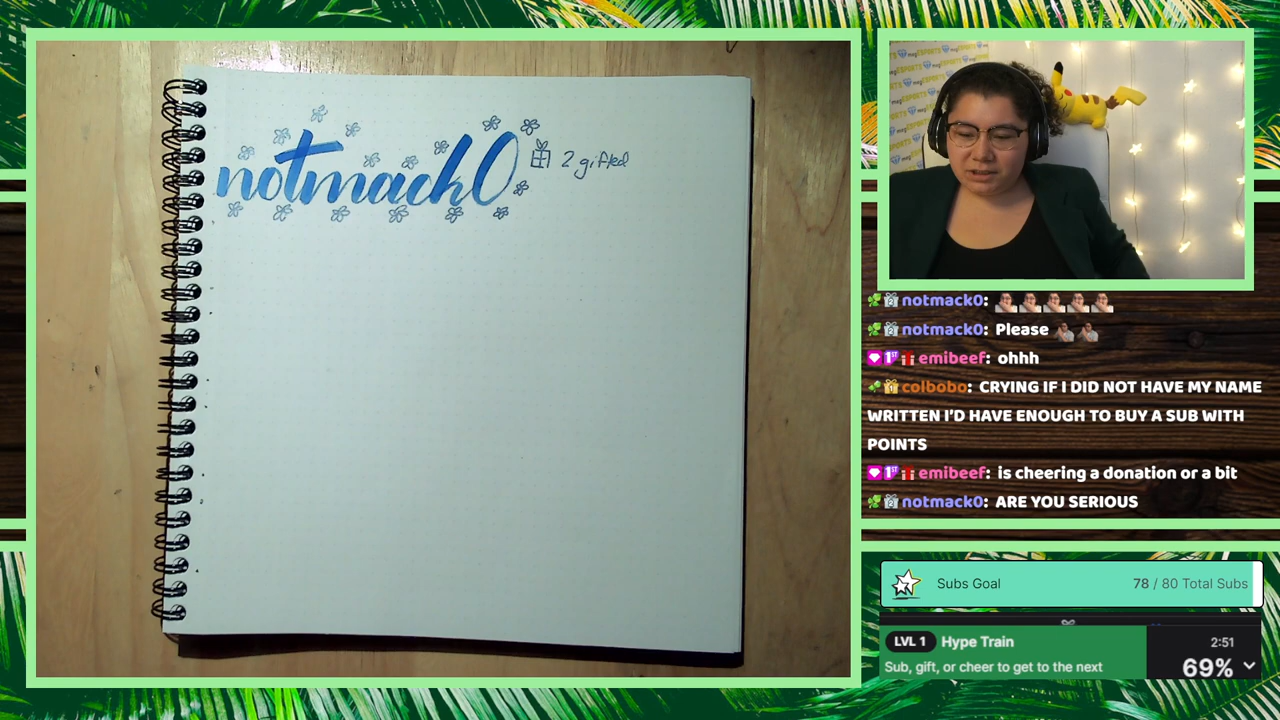 notmack0 2 gifted
notmack0:
notmack0: Please
emibeef: ohhh
colbobo: CRYING IF I DID NOT HAVE MY NAME
WRITTEN I'D HAVE ENOUGH TO BUY A SUB WITH
POINTS
emibeef: is cheering a donation or a bit
notmack0: ARE YOU SERIOUS
Subs Goal 78 / 80 Total Subs
LVL 1 Hype Train 2:51
Sub, gift, or cheer to get to the next 69%